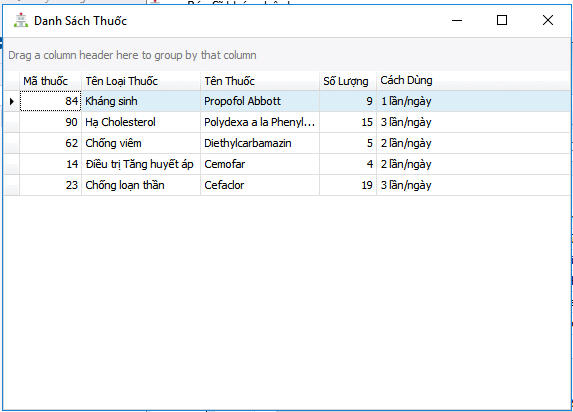 Danh Sách Thuốc
Drag a column header here to group by that column
Mã thuốc Tên Loại Thuốc Tên Thuốc Số Lượng Cách Dùng
84 Kháng sinh Propofol Abbott 9 1 lần/ngày
90 Hạ Cholesterol Polydexa a la Phenyl... 15 3 lần/ngày
62 Chống viêm Diethylcarbamazin 5 2 lần/ngày
14 Điều trị Tăng huyết áp Cemofar 4 2 lần/ngày
23 Chống loạn thần Cefaclor 19 3 lần/ngày